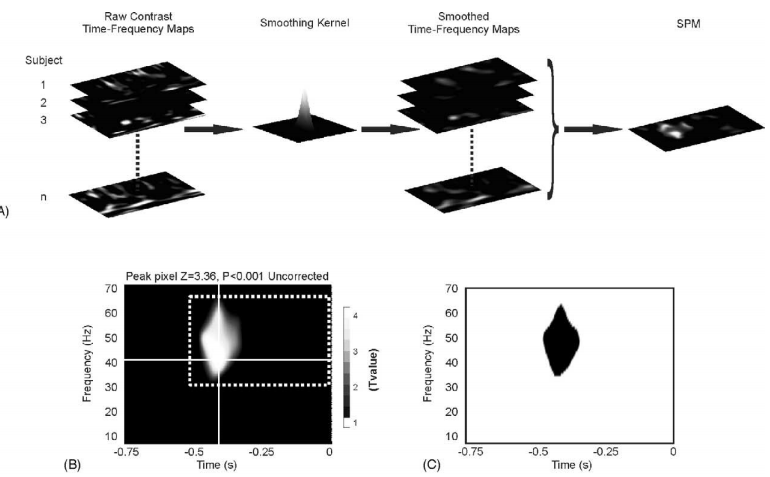 Raw Contrast
Time-Frequency Maps
Smoothing Kernel
Smoothed
Time-Frequency Maps
SPM
Subject
1
2
3
n
A)
Peak pixel Z=3.36, P<0.001 Uncorrected
70
60
50
40
30
20
10
Frequency (Hz)
-0.75
-0.5
-0.25
0
Time (s)
4
3
2
1
(Tvalue)
(B)
70
60
50
40
30
20
10
Frequency (Hz)
-0.75
-0.5
-0.25
0
Time (s)
(C)